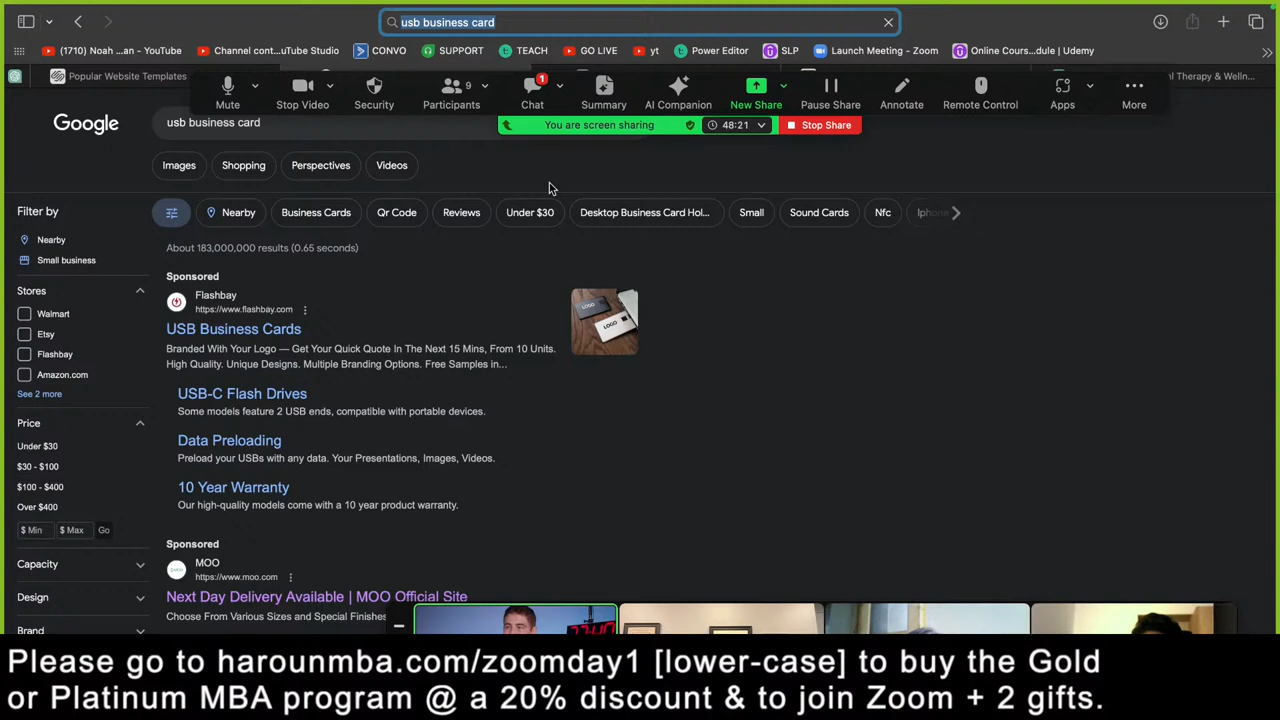 usb business card
(1710) Noah ...an - YouTube
Channel cont...uTube Studio
CONVO
SUPPORT
TEACH
GO LIVE
yt
Power Editor
SLP
Launch Meeting - Zoom
Online Cours...dule | Udemy
Popular Website Templates
al Therapy & Welln...
Mute
Stop Video
Security
9
Participants
1
Chat
Summary
AI Companion
New Share
Pause Share
Annotate
Remote Control
Apps
More
You are screen sharing
48:21
Stop Share
Google
usb business card
Images
Shopping
Perspectives
Videos
Filter by
Nearby
Business Cards
Qr Code
Reviews
Under $30
Desktop Business Card Hol...
Small
Sound Cards
Nfc
Iphone
Nearby
Small business
About 183,000,000 results (0.65 seconds)
Stores
Walmart
Etsy
Flashbay
Amazon.com
See 2 more
Price
Under $30
$30 - $100
$100 - $400
Over $400
$ Min
$ Max
Go
Capacity
Design
Brand
Sponsored
Flashbay
https://www.flashbay.com
USB Business Cards
Branded With Your Logo — Get Your Quick Quote In The Next 15 Mins, From 10 Units.
High Quality. Unique Designs. Multiple Branding Options. Free Samples in...
LOGO
LOGO
USB-C Flash Drives
Some models feature 2 USB ends, compatible with portable devices.
Data Preloading
Preload your USBs with any data. Your Presentations, Images, Videos.
10 Year Warranty
Our high-quality models come with a 10 year product warranty.
Sponsored
MOO
https://www.moo.com
Next Day Delivery Available | MOO Official Site
Choose From Various Sizes and Special Finishes
Please go to harounmba.com/zoomday1 [lower-case] to buy the Gold
or Platinum MBA program @ a 20% discount & to join Zoom + 2 gifts.